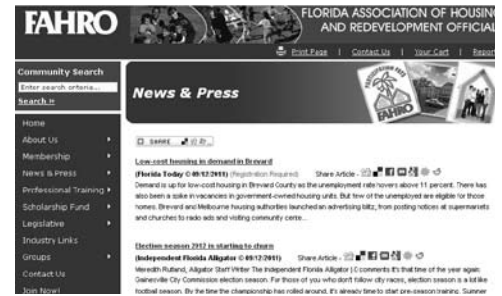 FAHRO
FLORIDA ASSOCIATION OF HOUSING
AND REDEVELOPMENT OFFICIAL
Print Page | Contact Us | Your Cart | Report
Community Search
Enter search criteria...
Search »
News & Press
FAHRO
Home
About Us
Membership
News & Press
Professional Training
Scholarship Fund
Legislative
Industry Links
Groups
Contact Us
Join Now!
SHARE
Low-cost housing in demand in Brevard
(Florida Today © 09/12/2011) (Registration Required) Share Article -
Demand is up for low-cost housing in Brevard County as the unemployment rate hovers above 11 percent. There has
also been a spike in vacancies in government-owned housing units. But few of the unemployed are eligible for those
homes. Brevard and Melbourne housing authorities launched an advertising blitz, from posting notices at supermarkets
and churches to radio ads and visiting community cente...
Election season 2012 is starting to churn
(Independent Florida Alligator © 09/12/2011) Share Article -
Meredith Rutland, Alligator Staff Writer The Independent Florida Alligator | 0 comments It's that time of the year again:
Gainesville City Commission election season. For those of you who don't follow city races, election season is a lot like
football season. By the time the championship has rolled around, it's already time to start pre-season training. Summer